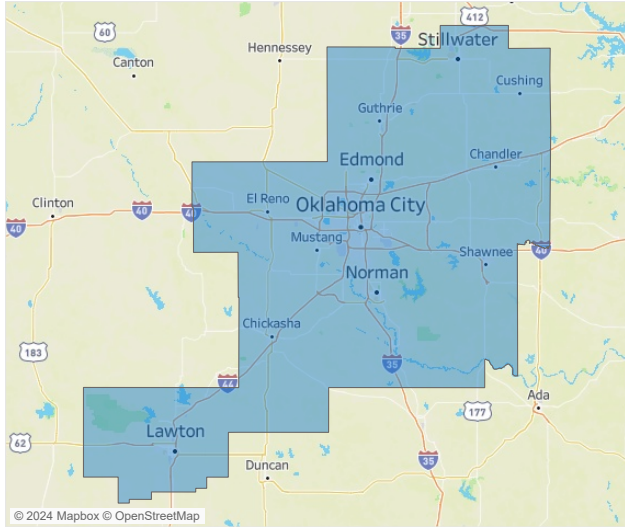 412
60
35
Stillwater
Hennessey
Canton
Cushing
Guthrie
Edmond
Chandler
Clinton
El Reno
Oklahoma City
40
40
40
Mustang
Shawnee
40
Norman
Chickasha
183
35
44
Ada
177
Lawton
62
Duncan
35
© 2024 Mapbox © OpenStreetMap